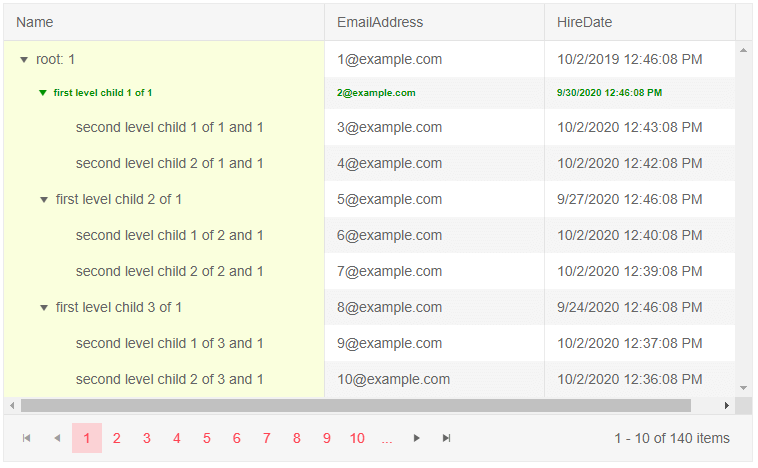 Name EmailAddress HireDate
root: 1 1@example.com 10/2/2019 12:46:08 PM
first level child 1 of 1 2@example.com 9/30/2020 12:46:08 PM
second level child 1 of 1 and 1 3@example.com 10/2/2020 12:43:08 PM
second level child 2 of 1 and 1 4@example.com 10/2/2020 12:42:08 PM
first level child 2 of 1 5@example.com 9/27/2020 12:46:08 PM
second level child 1 of 2 and 1 6@example.com 10/2/2020 12:40:08 PM
second level child 2 of 2 and 1 7@example.com 10/2/2020 12:39:08 PM
first level child 3 of 1 8@example.com 9/24/2020 12:46:08 PM
second level child 1 of 3 and 1 9@example.com 10/2/2020 12:37:08 PM
second level child 2 of 3 and 1 10@example.com 10/2/2020 12:36:08 PM
1 2 3 4 5 6 7 8 9 10 ... 1 - 10 of 140 items